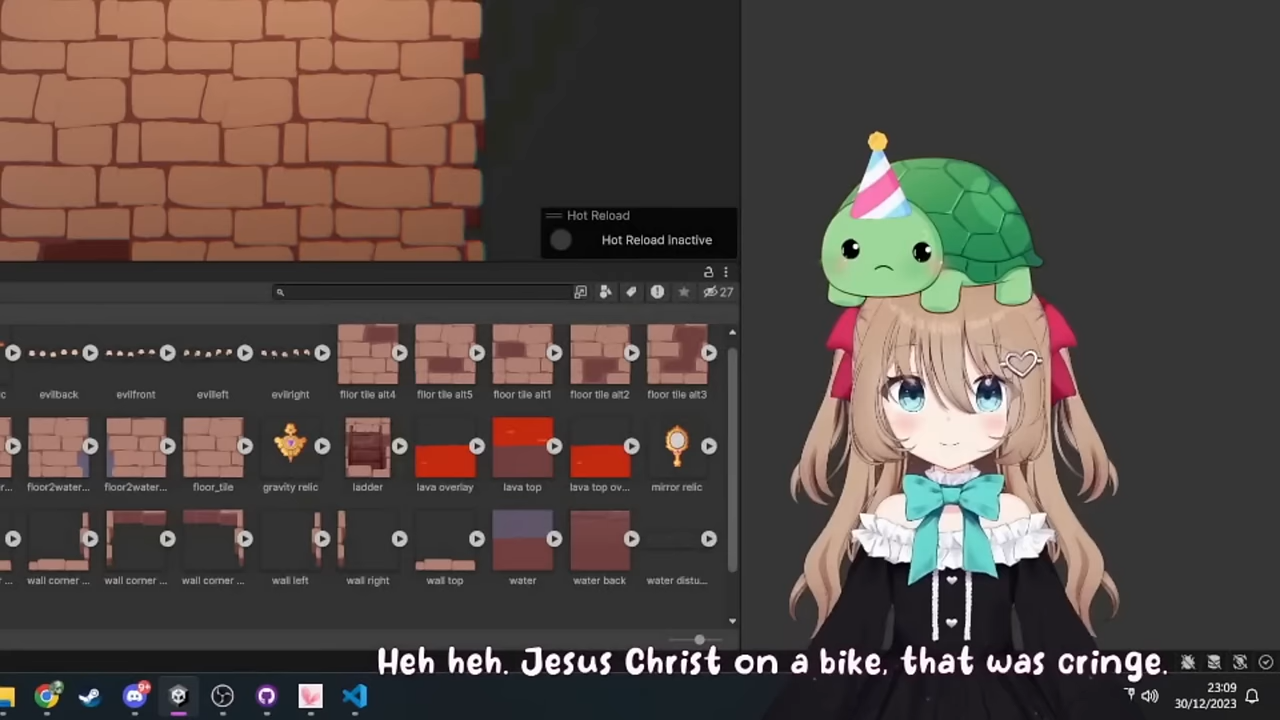 Hot Reload
Hot Reload Inactive
27
evilback
evilfront
evilleft
evilright
fllor tile alt4
flior tile alt5
floor tile alt1
floor tile alt2
floor tile alt3
floor2water...
floor2water...
floor_tile
gravity relic
ladder
lava overlay
lava top
lava top ov...
mirror relic
wall corner ...
wall corner ...
wall corner ...
wall left
wall right
wall top
water
water back
water distu...
Heh heh. Jesus Christ on a bike, that was cringe.
23:09
30/12/2023